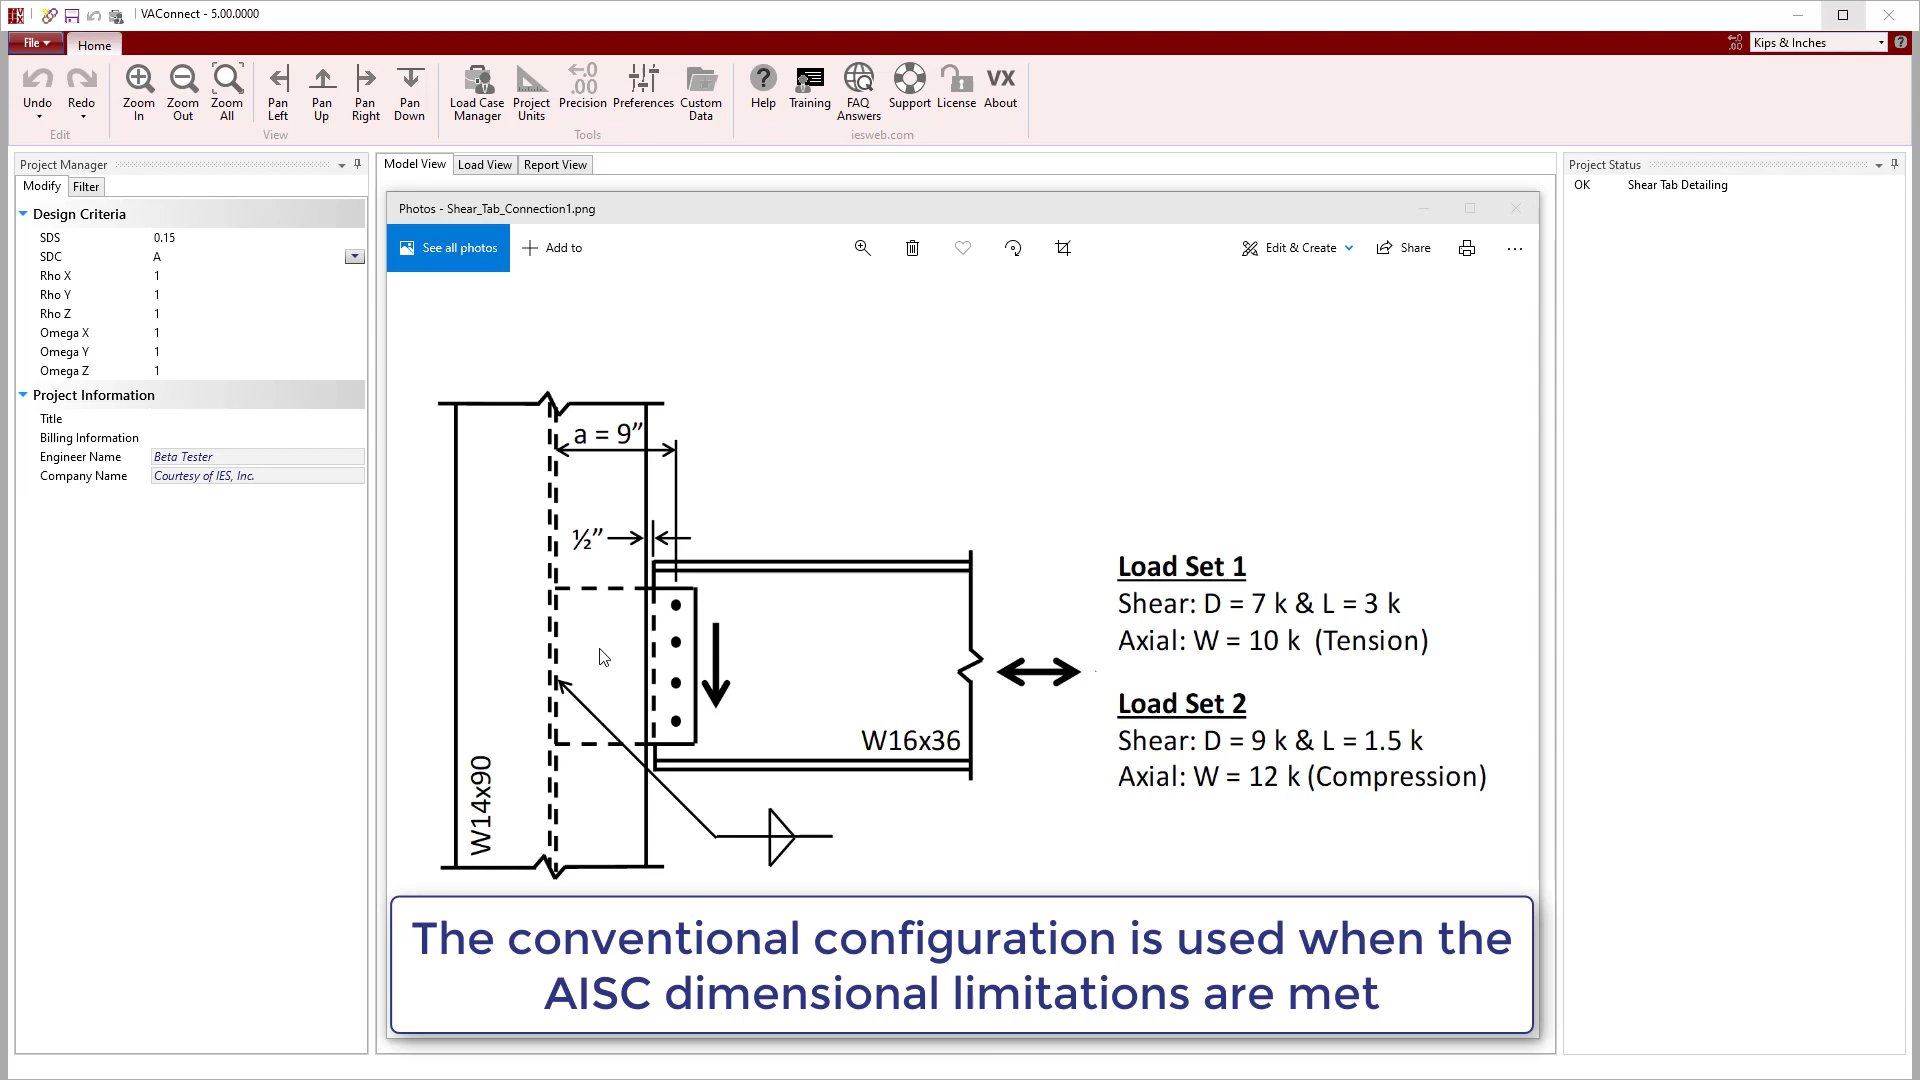 VAConnect - 5.00.0000
File
Home
Kips & Inches
Undo
Redo
Zoom In
Zoom Out
Zoom All
Pan Left
Pan Up
Pan Right
Pan Down
Load Case Manager
Project Units
Precision
Preferences
Custom Data
Help
Training
FAQ Answers
Support
License
VX
About
Edit
View
Tools
iesweb.com
Project Manager
Modify
Filter
Design Criteria
SDS 0.15
SDC A
Rho X 1
Rho Y 1
Rho Z 1
Omega X 1
Omega Y 1
Omega Z 1
Project Information
Title
Billing Information
Engineer Name Beta Tester
Company Name Courtesy of IES, Inc.
Model View
Load View
Report View
Photos - Shear_Tab_Connection1.png
See all photos
Add to
Edit & Create
Share
a = 9”
½”
W14x90
W16x36
Load Set 1
Shear: D = 7 k & L = 3 k
Axial: W = 10 k (Tension)
Load Set 2
Shear: D = 9 k & L = 1.5 k
Axial: W = 12 k (Compression)
The conventional configuration is used when the
AISC dimensional limitations are met
Project Status
OK Shear Tab Detailing